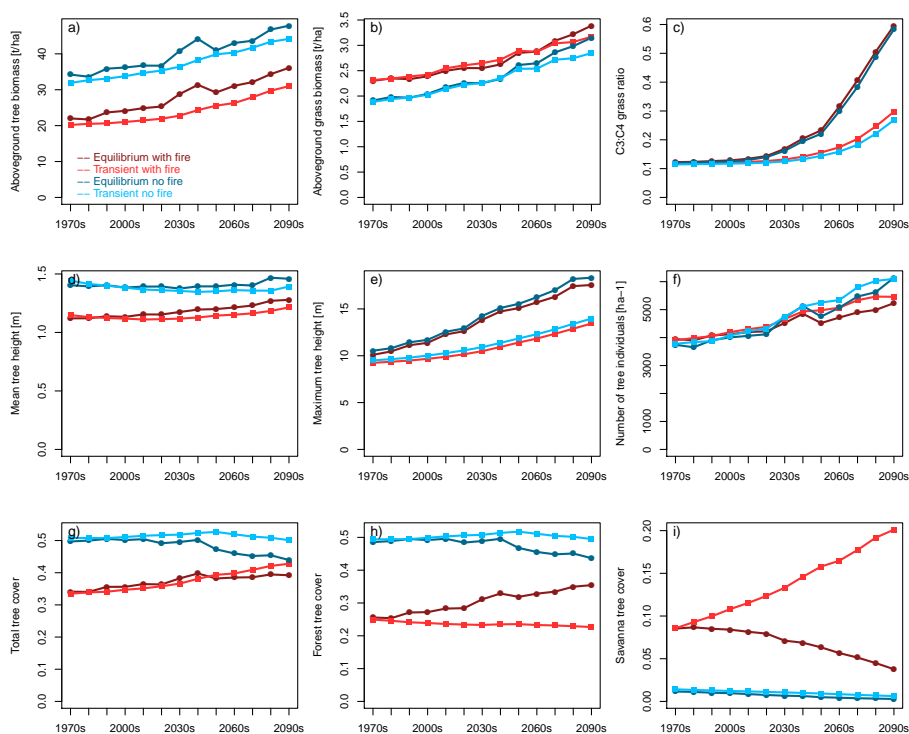 a)
Aboveground tree biomass [t/ha]
0 10 20 30 40
Equilibrium with fire
Transient with fire
Equilibrium no fire
Transient no fire
1970s 2000s 2030s 2060s 2090s
b)
Aboveground grass biomass [t/ha]
0.0 0.5 1.0 1.5 2.0 2.5 3.0 3.5
1970s 2000s 2030s 2060s 2090s
c)
C3:C4 grass ratio
0.0 0.1 0.2 0.3 0.4 0.5 0.6
1970s 2000s 2030s 2060s 2090s
d)
Mean tree height [m]
0.0 0.5 1.0 1.5
1970s 2000s 2030s 2060s 2090s
e)
Maximum tree height [m]
0 5 10 15
1970s 2000s 2030s 2060s 2090s
f)
Number of tree individuals [ha−1]
0 2000 4000 6000
1970s 2000s 2030s 2060s 2090s
g)
Total tree cover
0.0 0.1 0.2 0.3 0.4 0.5
1970s 2000s 2030s 2060s 2090s
h)
Forest tree cover
0.0 0.1 0.2 0.3 0.4 0.5
1970s 2000s 2030s 2060s 2090s
i)
Savanna tree cover
0.00 0.05 0.10 0.15 0.20
1970s 2000s 2030s 2060s 2090s